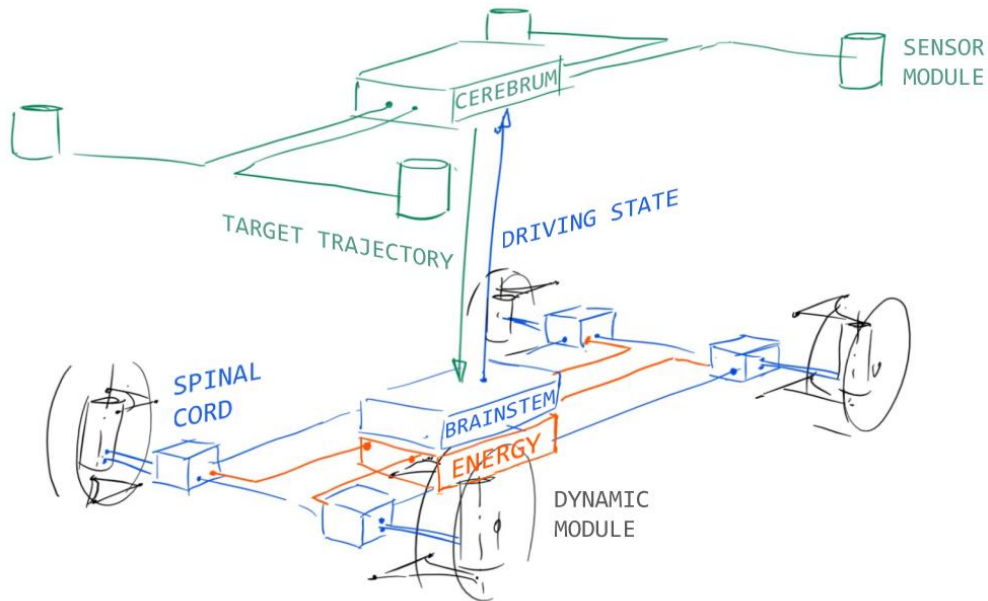 SENSOR
MODULE
CEREBRUM
TARGET TRAJECTORY
DRIVING STATE
SPINAL
CORD
BRAINSTEM
ENERGY
DYNAMIC
MODULE